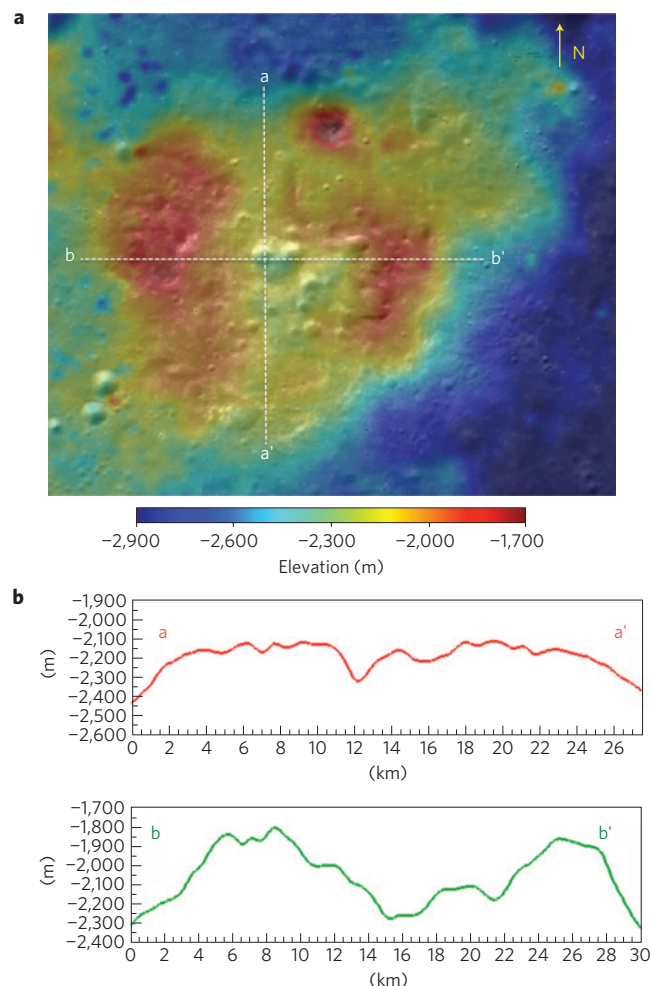 a
N
a
b
b'
a'
−2,900 −2,600 −2,300 −2,000 −1,700
Elevation (m)
b
−1,900
−2,000
−2,100
−2,200
−2,300
−2,400
−2,500
−2,600
(m)
a
a'
0 2 4 6 8 10 12 14 16 18 20 22 24 26
(km)
−1,700
−1,800
−1,900
−2,000
−2,100
−2,200
−2,300
−2,400
(m)
b
b'
0 2 4 6 8 10 12 14 16 18 20 22 24 26 28 30
(km)